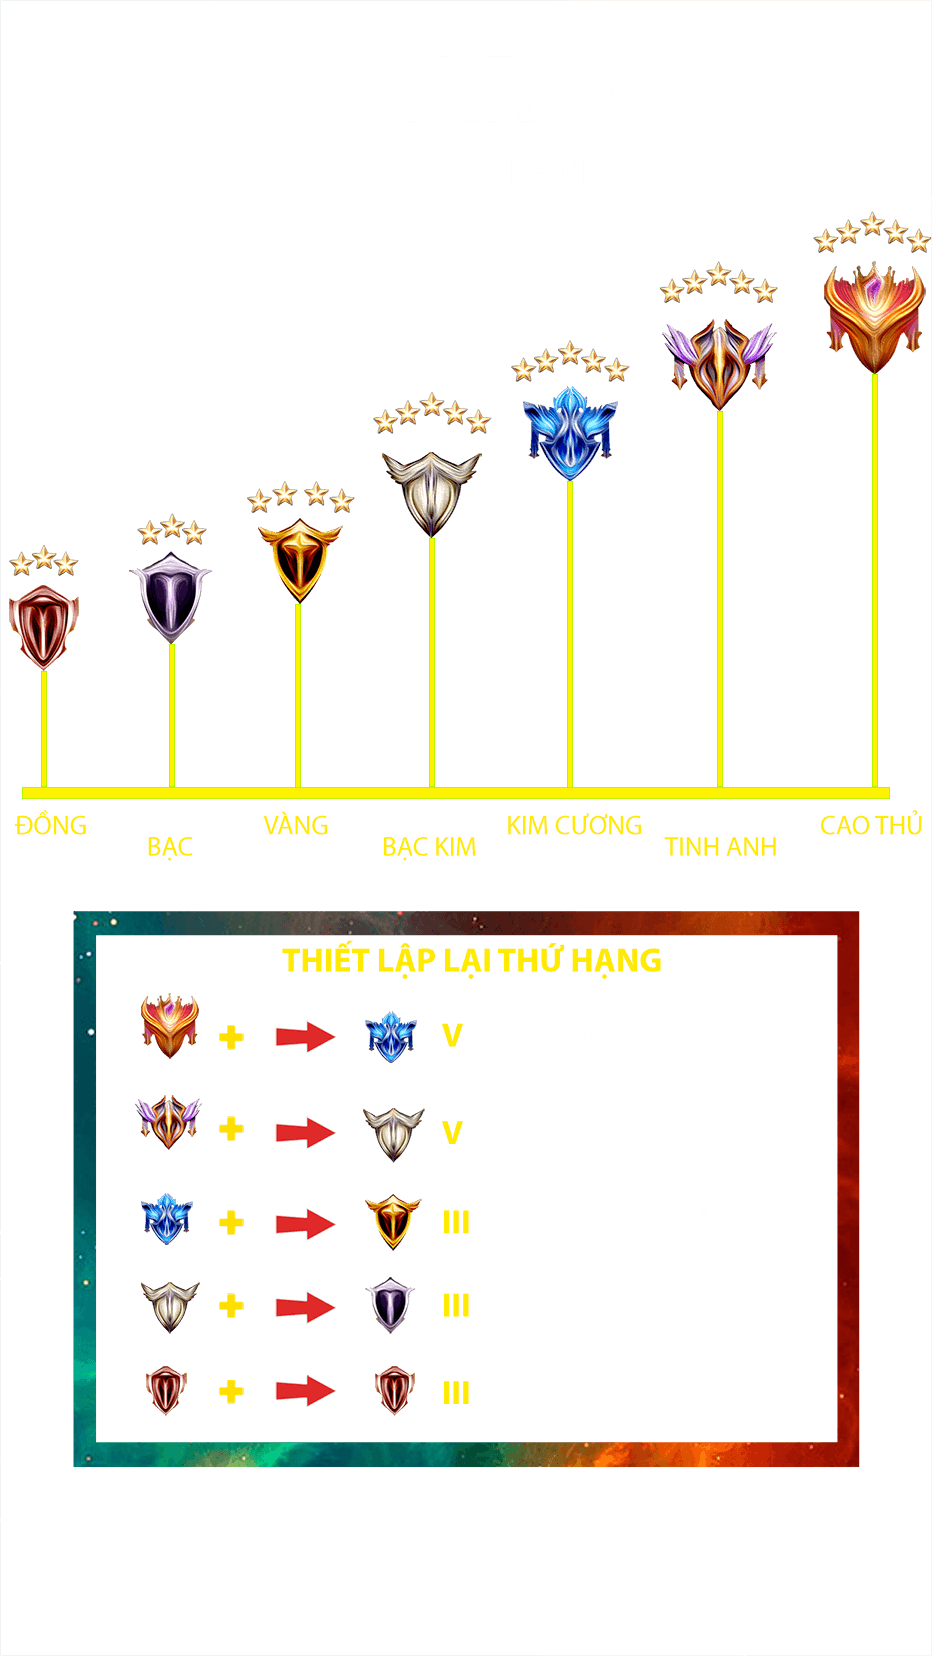 ĐỒNG
BẠC
VÀNG
BẠC KIM
KIM CƯƠNG
TINH ANH
CAO THỦ
THIẾT LẬP LẠI THỨ HẠNG
+ V
+ V
+ III
+ III
+ III